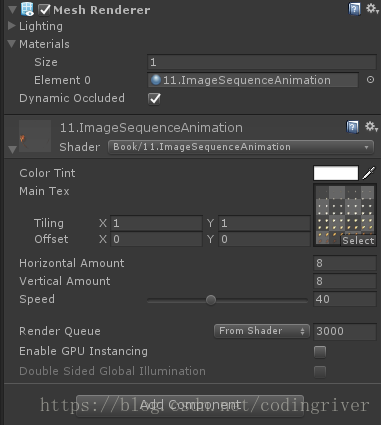 Mesh Renderer
Lighting
Materials
Size 1
Element 0 11.ImageSequenceAnimation
Dynamic Occluded
11.ImageSequenceAnimation
Shader Book/11.ImageSequenceAnimation
Color Tint
Main Tex
Tiling X 1 Y 1
Offset X 0 Y 0
Select
Horizontal Amount 8
Vertical Amount 8
Speed 40
Render Queue From Shader 3000
Enable GPU Instancing
Double Sided Global Illumination
Add Component
https://blog.csdn.net/codingriver